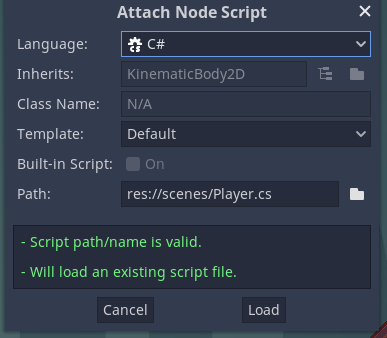 Attach Node Script
Language: C#
Inherits: KinematicBody2D
Class Name: N/A
Template: Default
Built-in Script: On
Path: res://scenes/Player.cs
- Script path/name is valid.
- Will load an existing script file.
Cancel Load